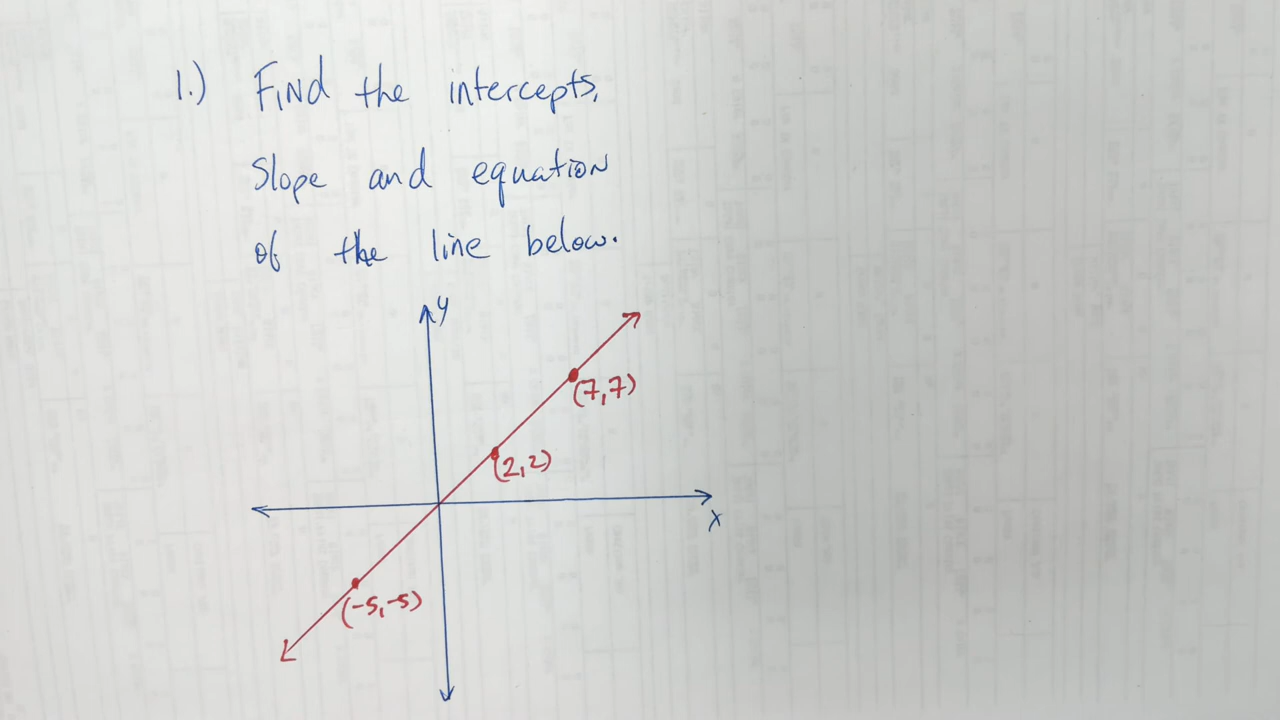 1.) Find the intercepts,
Slope and equation
of the line below.
y
(7,7)
(2,2)
x
(-5,-5)